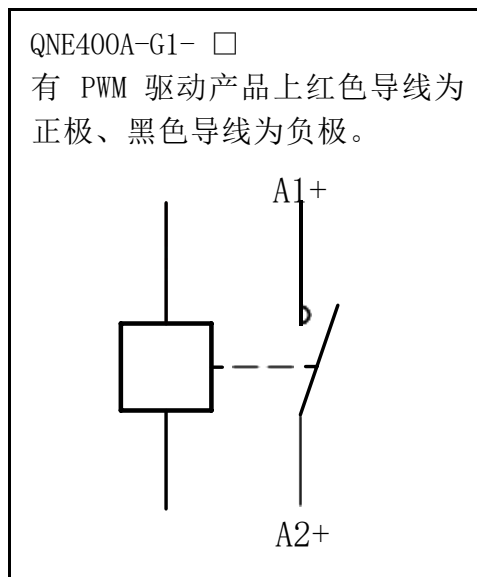 QNE400A-G1- □
有 PWM 驱动产品上红色导线为
正极、黑色导线为负极。
A1+
A2+